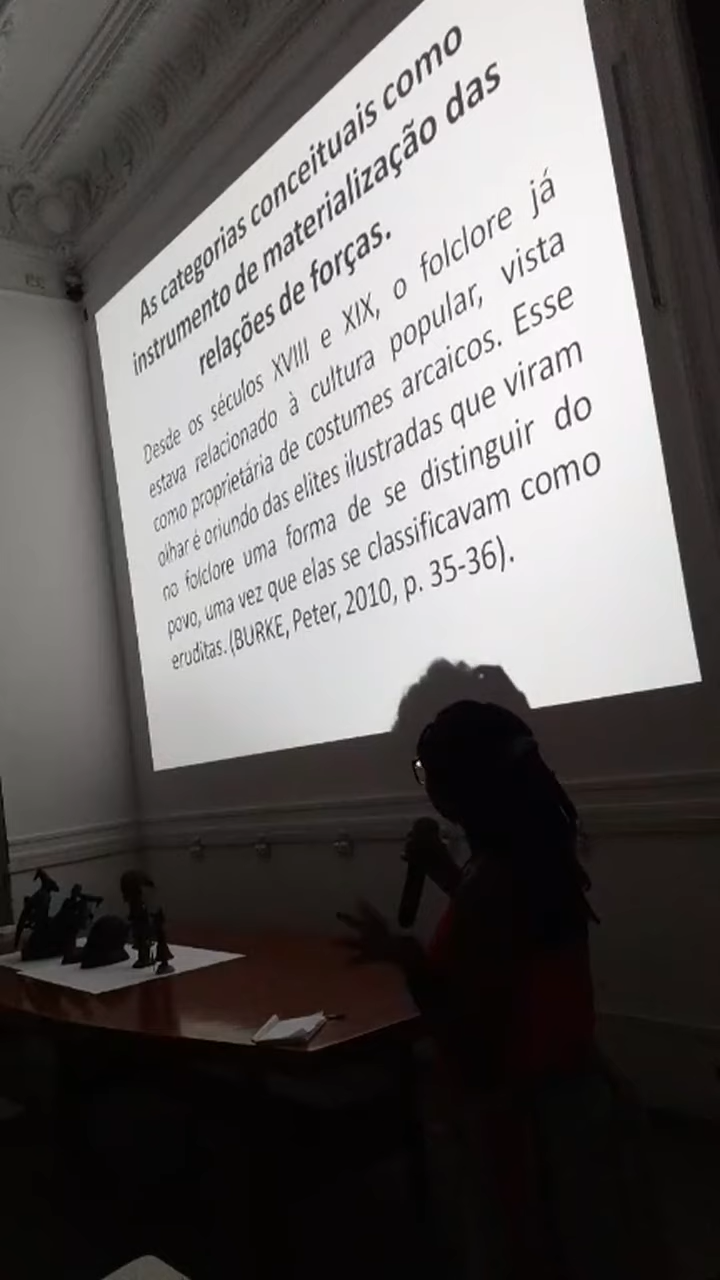 As categorias conceituais como
instrumento de materialização das
relações de forças.
Desde os séculos XVIII e XIX, o folclore já
estava relacionado à cultura popular, vista
como proprietária de costumes arcaicos. Esse
olhar é oriundo das elites ilustradas que viram
no folclore uma forma de se distinguir do
povo, uma vez que elas se classificavam como
eruditas. (BURKE, Peter, 2010, p. 35-36).